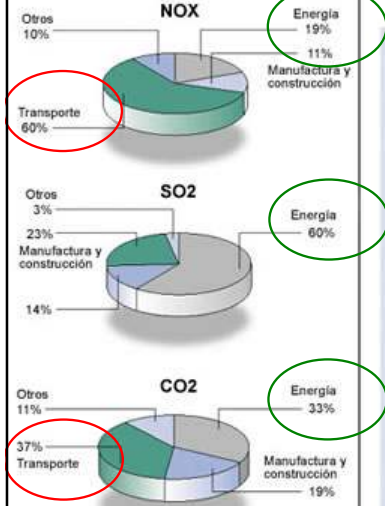 NOX
Otros
10%
Energía
19%
11%
Manufactura y
construcción
Transporte
60%
SO2
Otros
3%
23%
Manufactura y
construcción
14%
Energía
60%
CO2
Otros
11%
37%
Transporte
Energía
33%
Manufactura y
construcción
19%